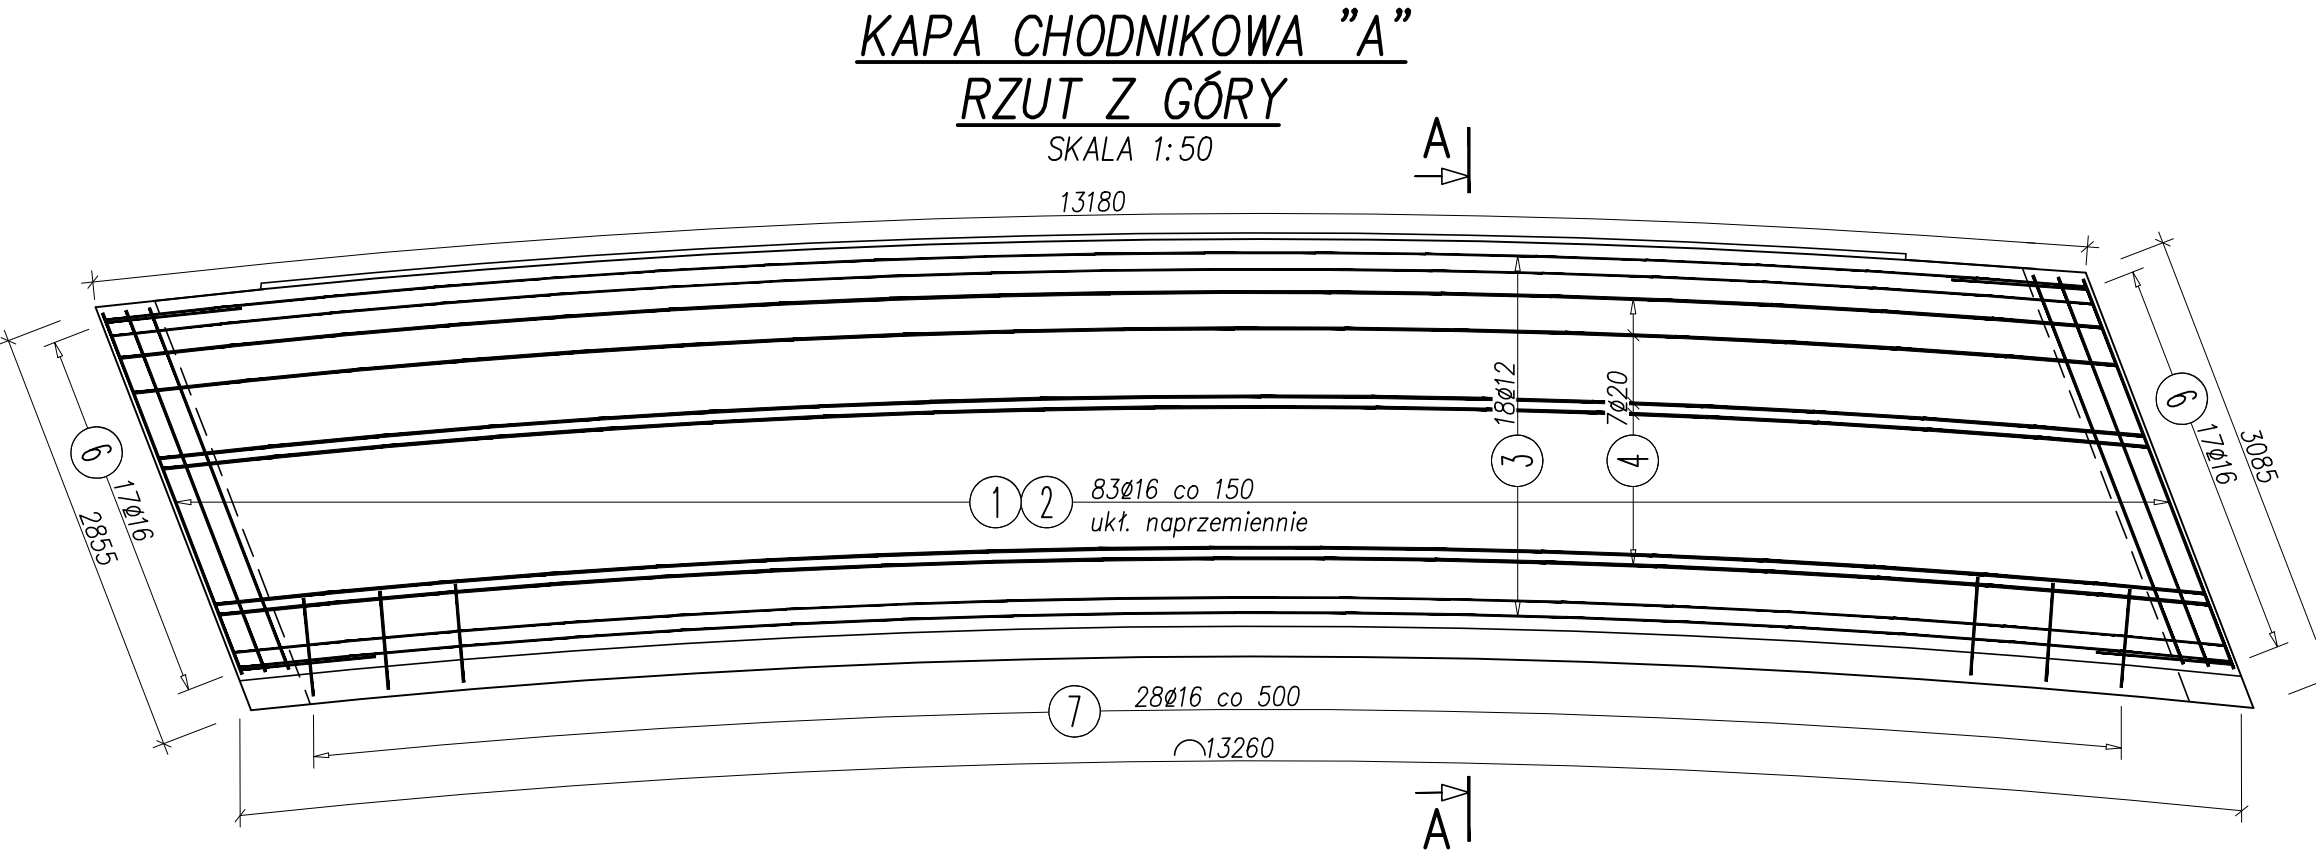 KAPA CHODNIKOWA "A"
RZUT Z GÓRY
SKALA 1:50
A
13180
18ø12
7ø20
6
17ø16
3085
6
17ø16
2855
3
4
1 2 83ø16 co 150
ukł. naprzemiennie
7 28ø16 co 500
⌒13260
A